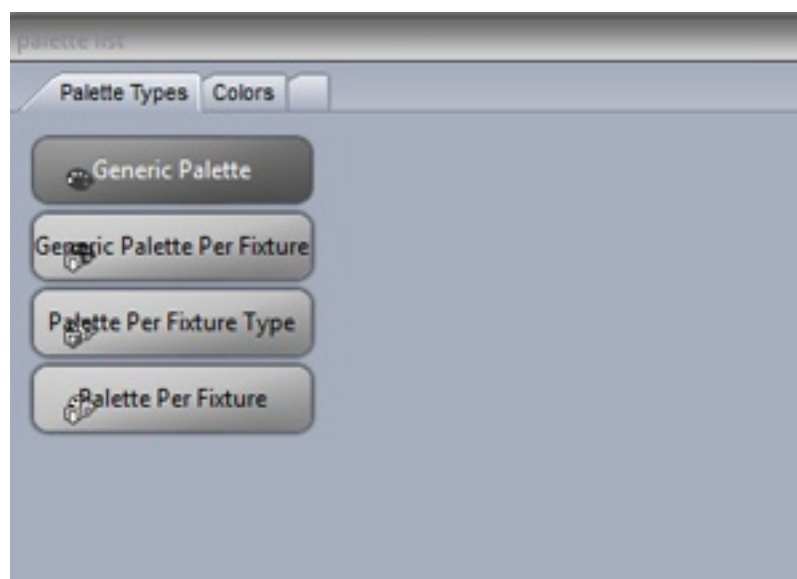 palette list
Palette Types Colors
Generic Palette
Generic Palette Per Fixture
Palette Per Fixture Type
Palette Per Fixture